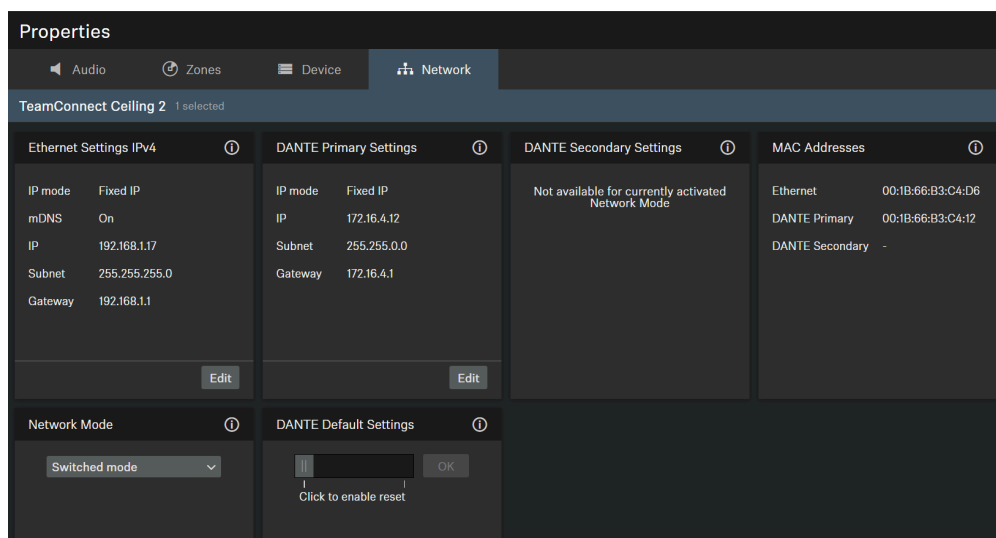 Properties
Audio
Zones
Device
Network
TeamConnect Ceiling 2 1 selected
Ethernet Settings IPv4
IP mode Fixed IP
mDNS On
IP 192.168.1.17
Subnet 255.255.255.0
Gateway 192.168.1.1
Edit
DANTE Primary Settings
IP mode Fixed IP
IP 172.16.4.12
Subnet 255.255.0.0
Gateway 172.16.4.1
Edit
DANTE Secondary Settings
Not available for currently activated
Network Mode
MAC Addresses
Ethernet 00:1B:66:B3:C4:D6
DANTE Primary 00:1B:66:B3:C4:12
DANTE Secondary -
Network Mode
Switched mode
DANTE Default Settings
OK
Click to enable reset